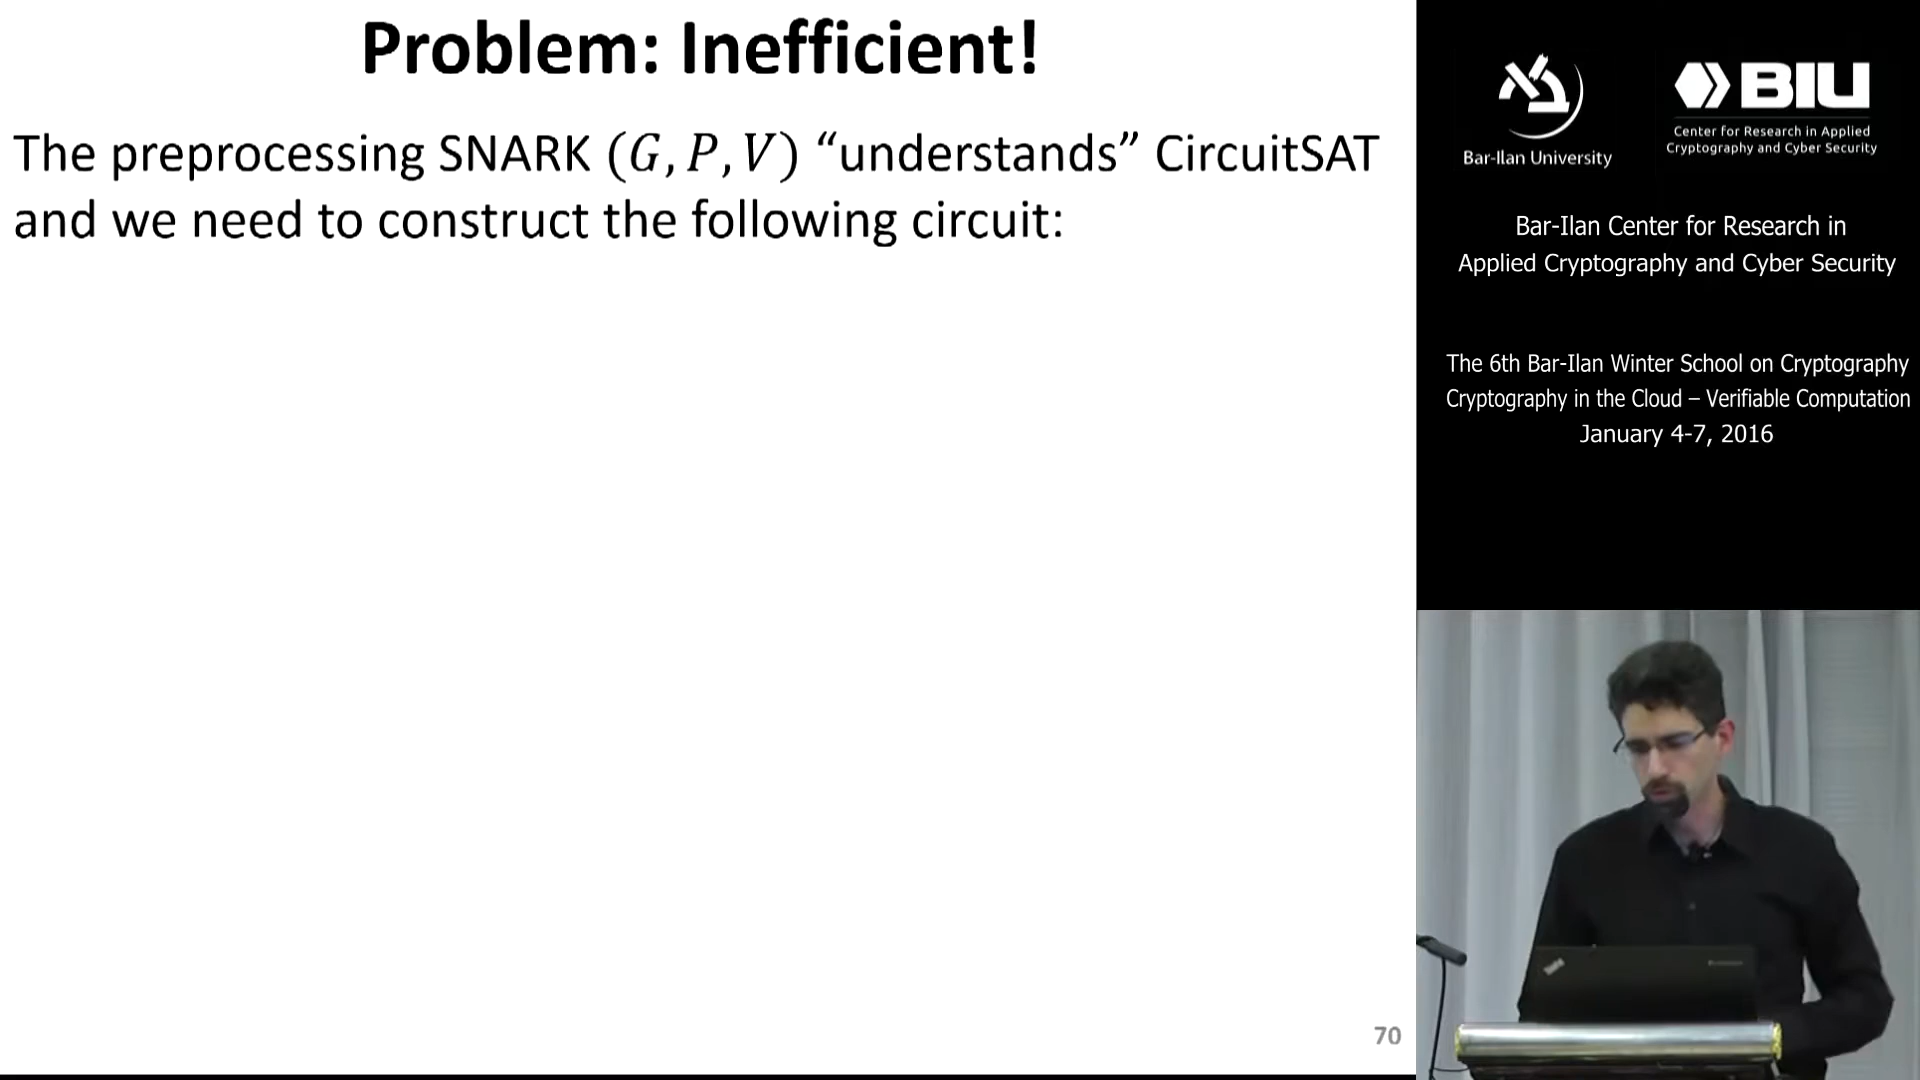 Problem: Inefficient!
The preprocessing SNARK (G, P, V) “understands” CircuitSAT
and we need to construct the following circuit:
70
Bar-Ilan University
BIU
Center for Research in Applied
Cryptography and Cyber Security
Bar-Ilan Center for Research in
Applied Cryptography and Cyber Security
The 6th Bar-Ilan Winter School on Cryptography
Cryptography in the Cloud – Verifiable Computation
January 4-7, 2016
ThinkPad